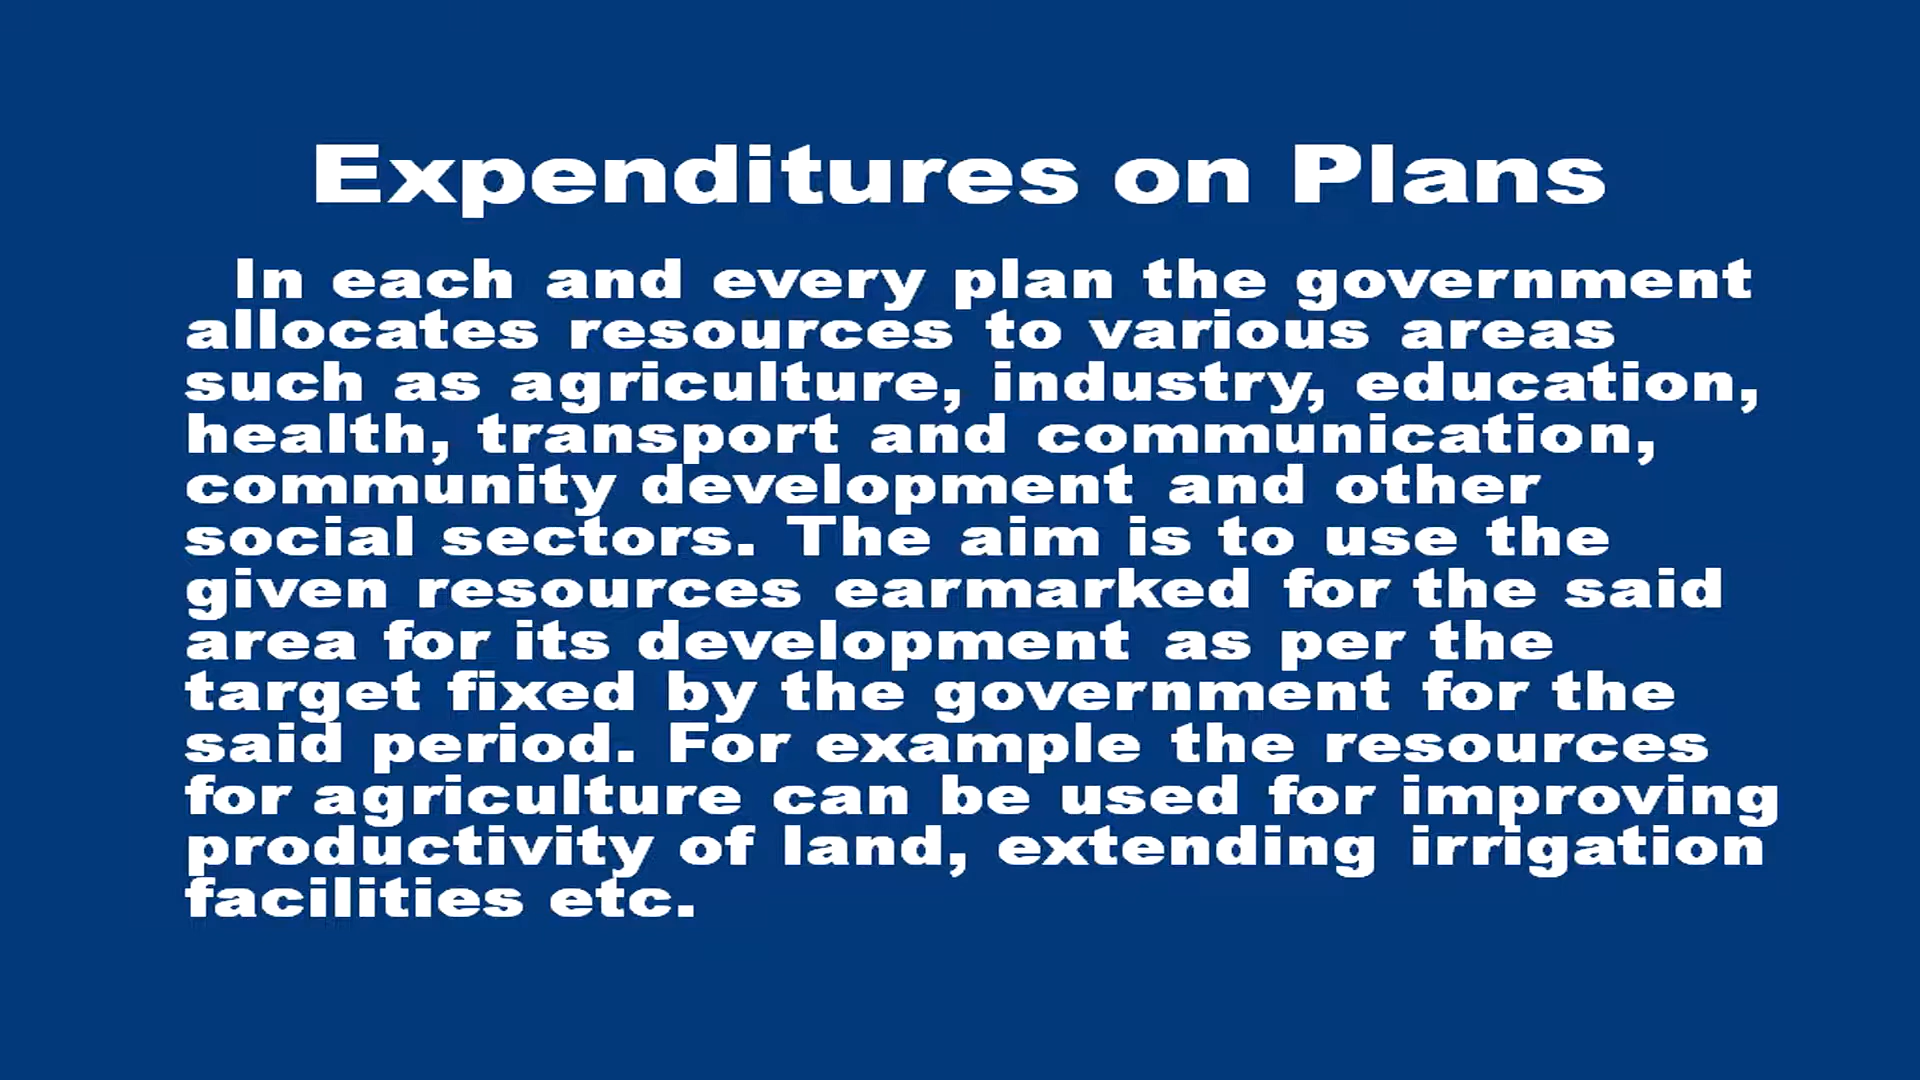 Expenditures on Plans
In each and every plan the government
allocates resources to various areas
such as agriculture, industry, education,
health, transport and communication,
community development and other
social sectors. The aim is to use the
given resources earmarked for the said
area for its development as per the
target fixed by the government for the
said period. For example the resources
for agriculture can be used for improving
productivity of land, extending irrigation
facilities etc.